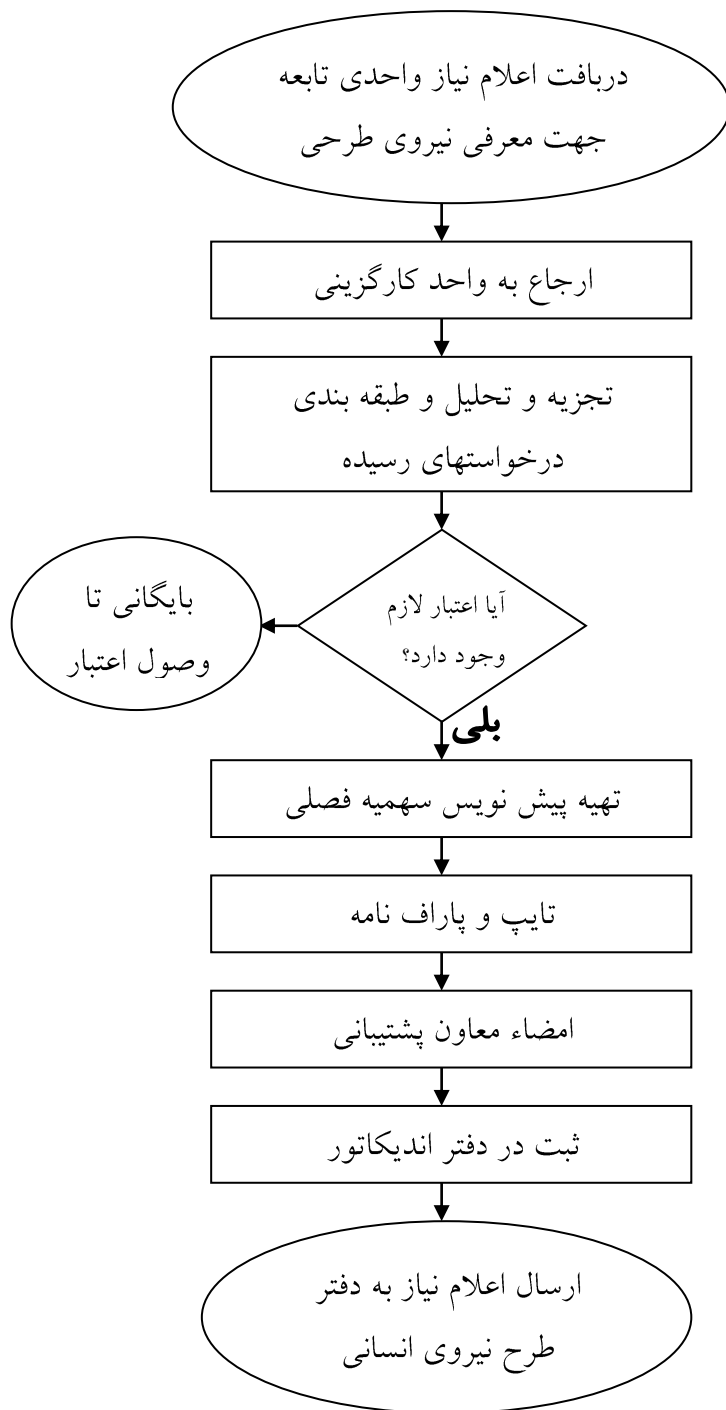 دربافت اعلام نیاز واحدی تابعه
جهت معرفی نیروی طرحی
ارجاع به واحد کارگزینی
تجزیه و تحلیل و طبقه بندی
درخواستهای رسیده
آیا اعتبار لازم
وجود دارد؟
بایگانی تا
وصول اعتبار
بلی
تهیه پیش نویس سهمیه فصلی
تایپ و پاراف نامه
امضاء معاون پشتیبانی
ثبت در دفتر اندیکاتور
ارسال اعلام نیاز به دفتر
طرح نیروی انسانی